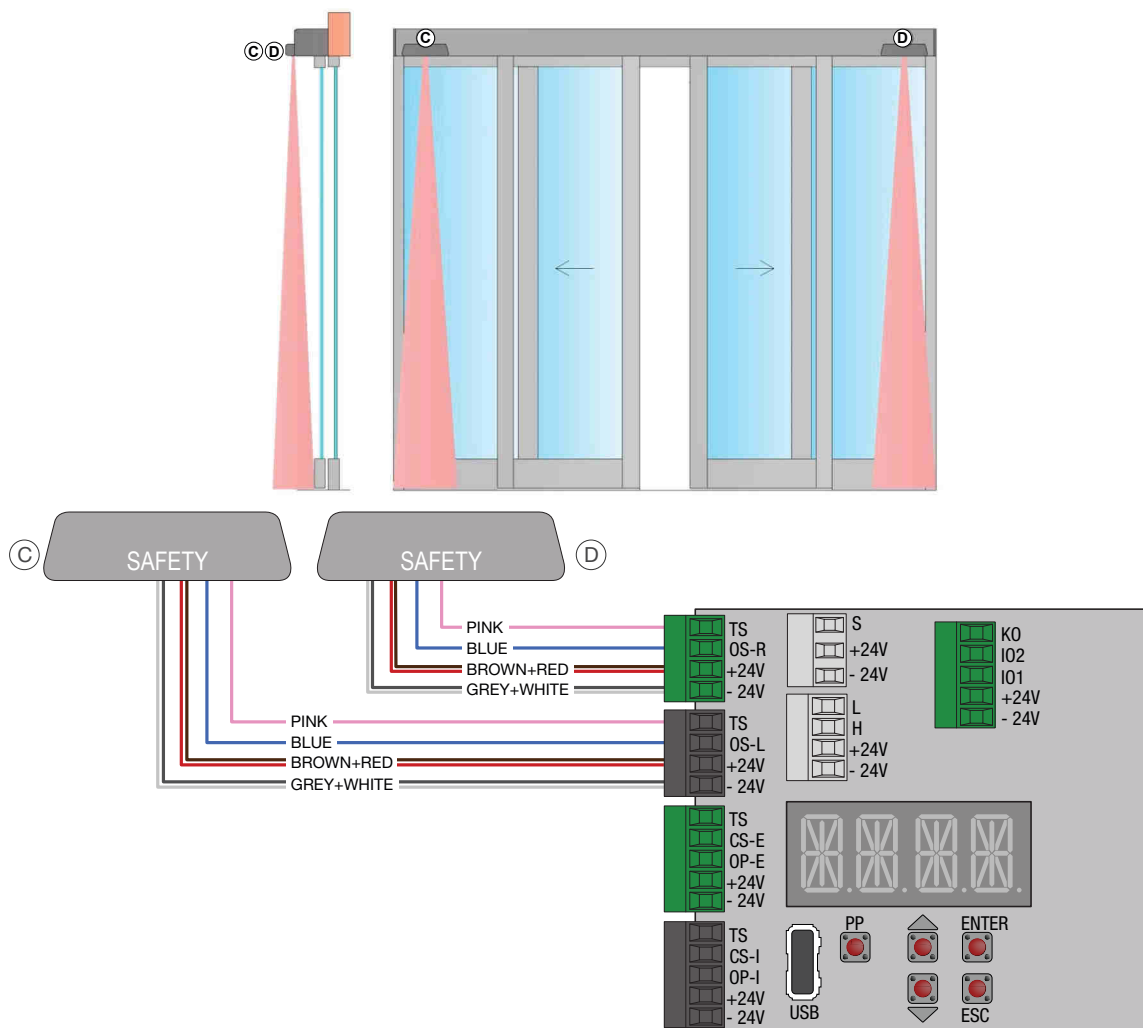 C D
C
D
C
SAFETY
SAFETY
D
PINK
BLUE
BROWN+RED
GREY+WHITE
PINK
BLUE
BROWN+RED
GREY+WHITE
TS
OS-R
+24V
- 24V
TS
OS-L
+24V
- 24V
TS
CS-E
OP-E
+24V
- 24V
TS
CS-I
OP-I
+24V
- 24V
S
+24V
- 24V
L
H
+24V
- 24V
KO
IO2
IO1
+24V
- 24V
PP
ENTER
USB
ESC